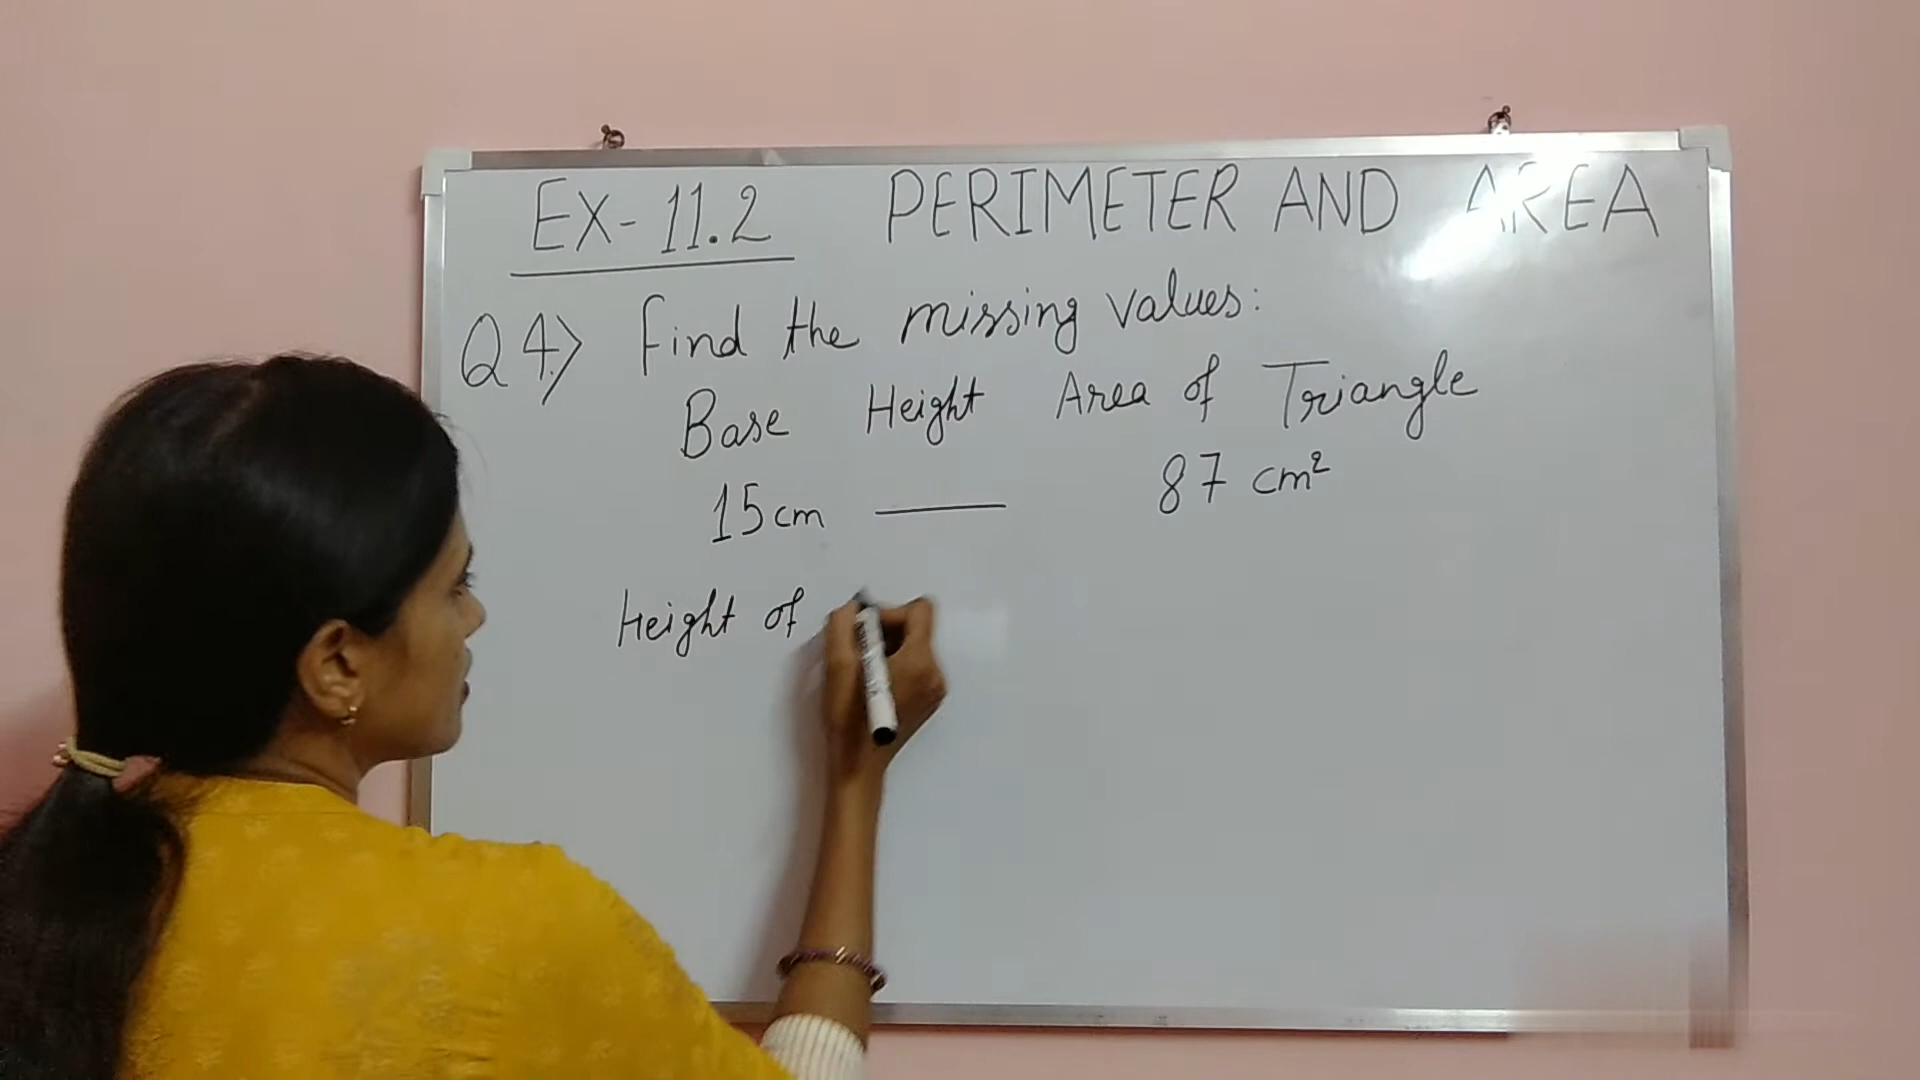 EX-11.2 PERIMETER AND AREA
Q4.) Find the missing values:
Base Height Area of Triangle
15cm —— 87 cm²
Height of